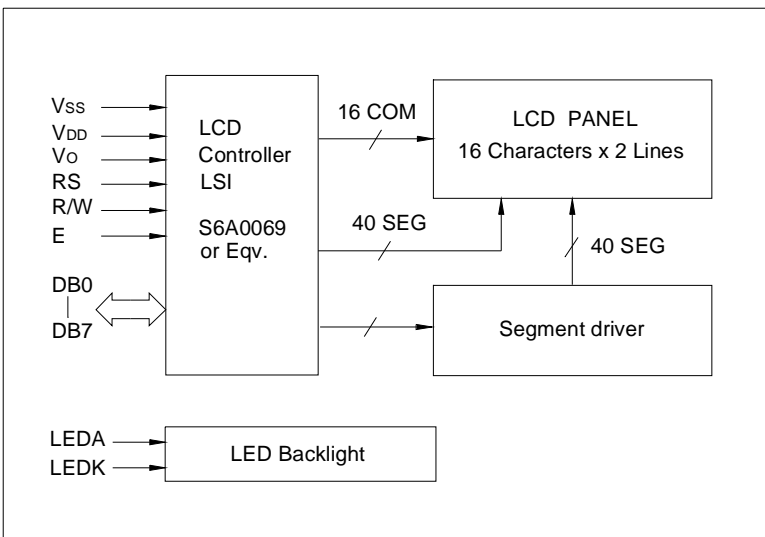 Vss
VDD
Vo
RS
R/W
E
DB0
DB7
LCD
Controller
LSI
S6A0069
or Eqv.
16 COM
LCD PANEL
16 Characters x 2 Lines
40 SEG
40 SEG
Segment driver
LEDA
LEDK
LED Backlight